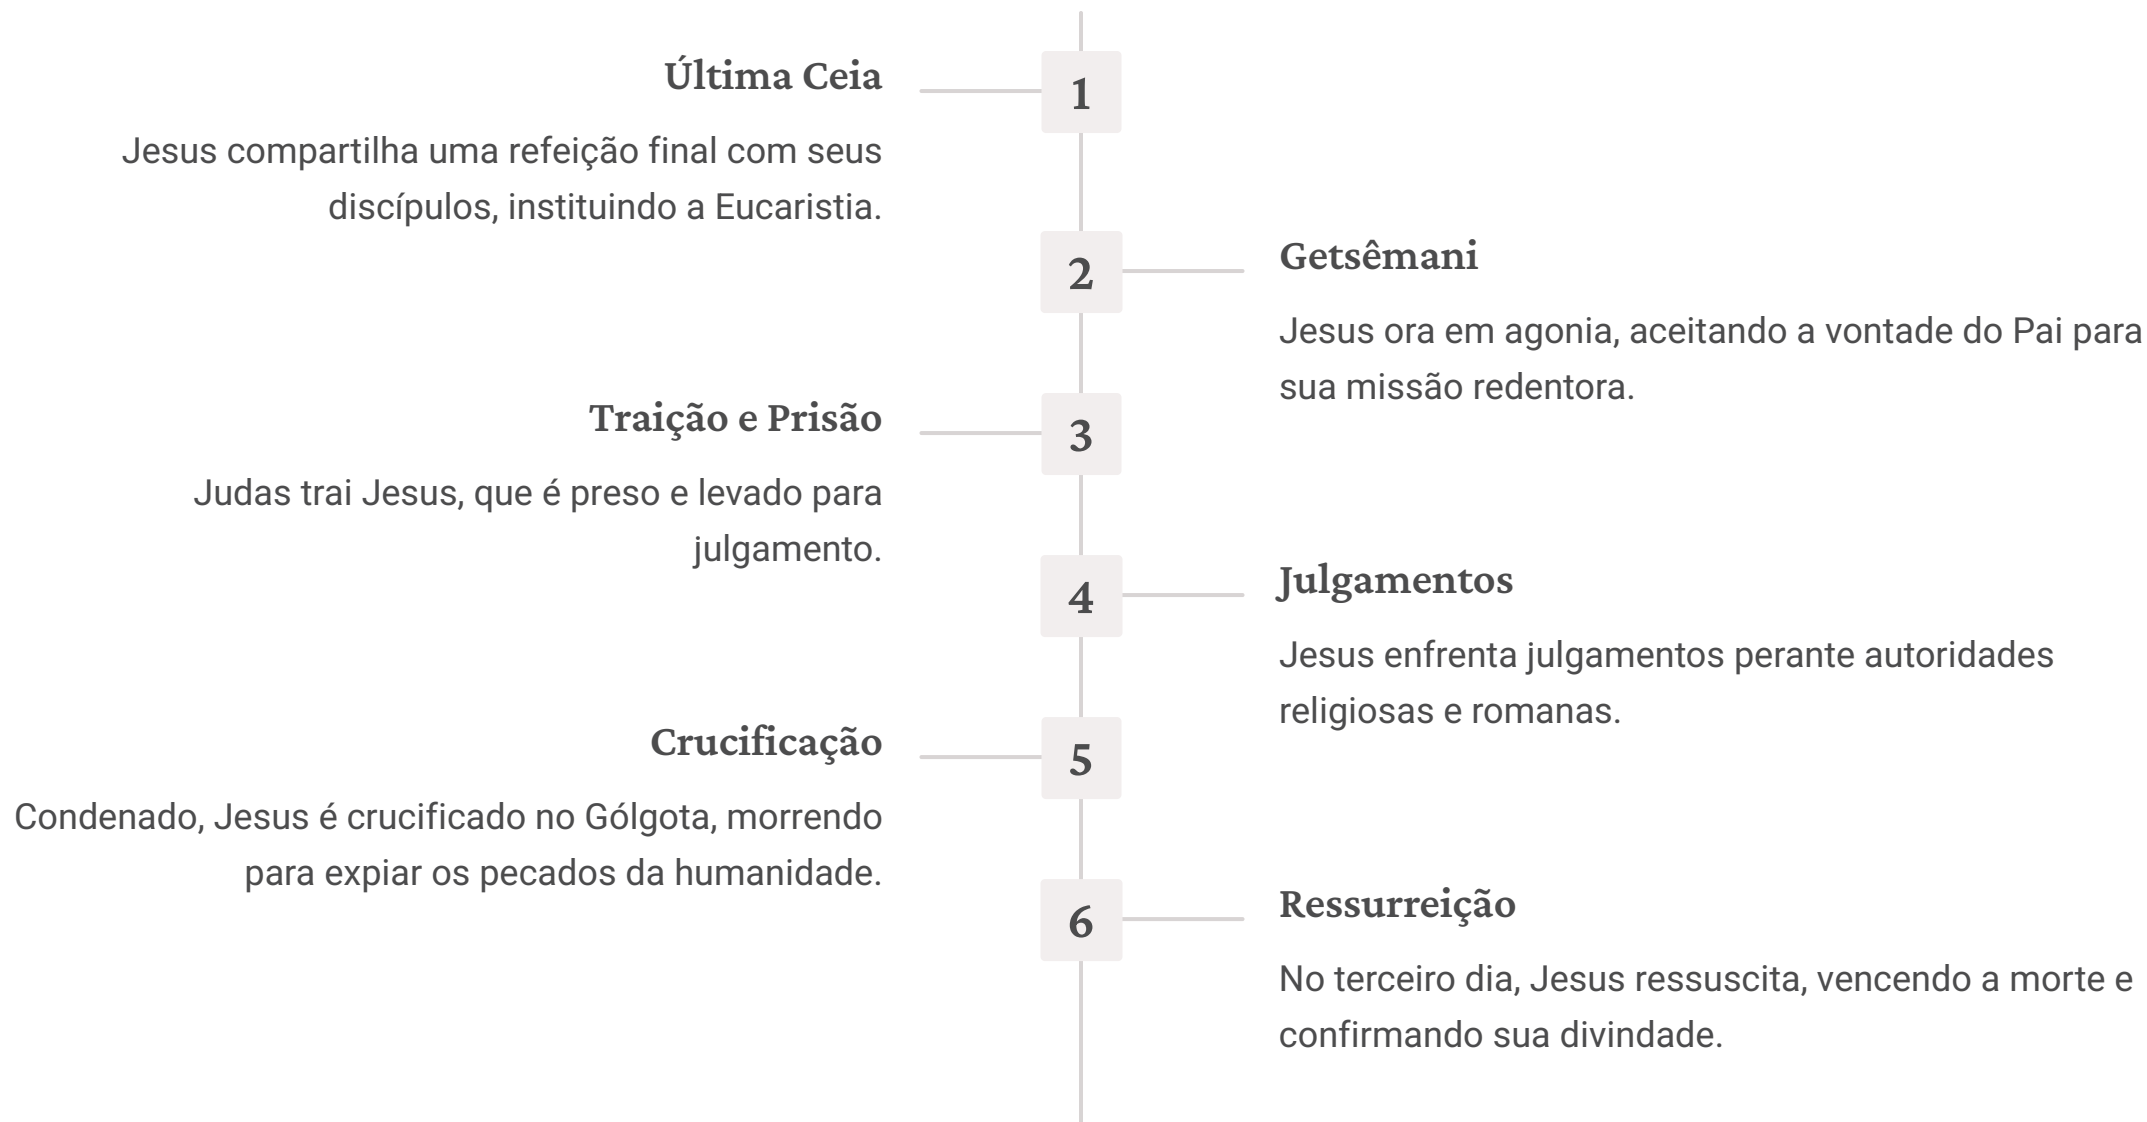 1
Última Ceia
Jesus compartilha uma refeição final com seus
discípulos, instituindo a Eucaristia.
2
Getsêmani
Jesus ora em agonia, aceitando a vontade do Pai para
sua missão redentora.
3
Traição e Prisão
Judas trai Jesus, que é preso e levado para
julgamento.
4
Julgamentos
Jesus enfrenta julgamentos perante autoridades
religiosas e romanas.
5
Crucificação
Condenado, Jesus é crucificado no Gólgota, morrendo
para expiar os pecados da humanidade.
6
Ressurreição
No terceiro dia, Jesus ressuscita, vencendo a morte e
confirmando sua divindade.